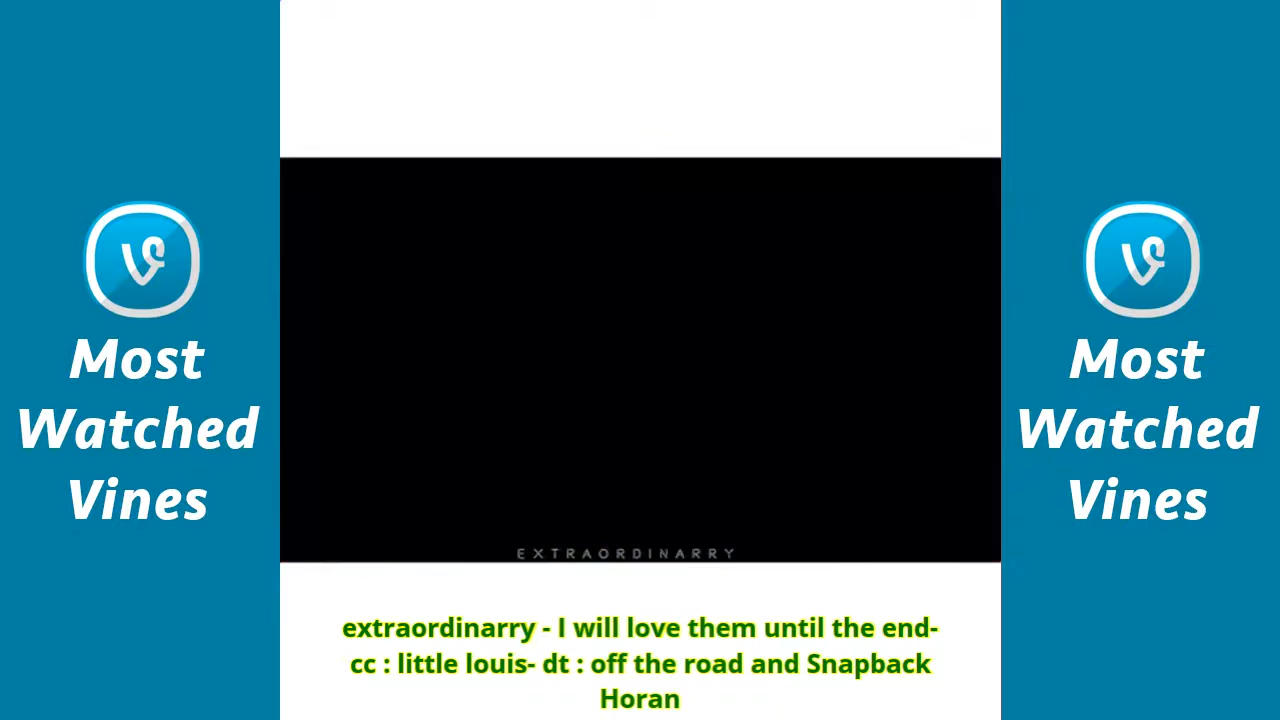 Most
Watched
Vines
EXTRAORDINARRY
extraordinarry - I will love them until the end-
cc : little louis- dt : off the road and Snapback
Horan
Most
Watched
Vines